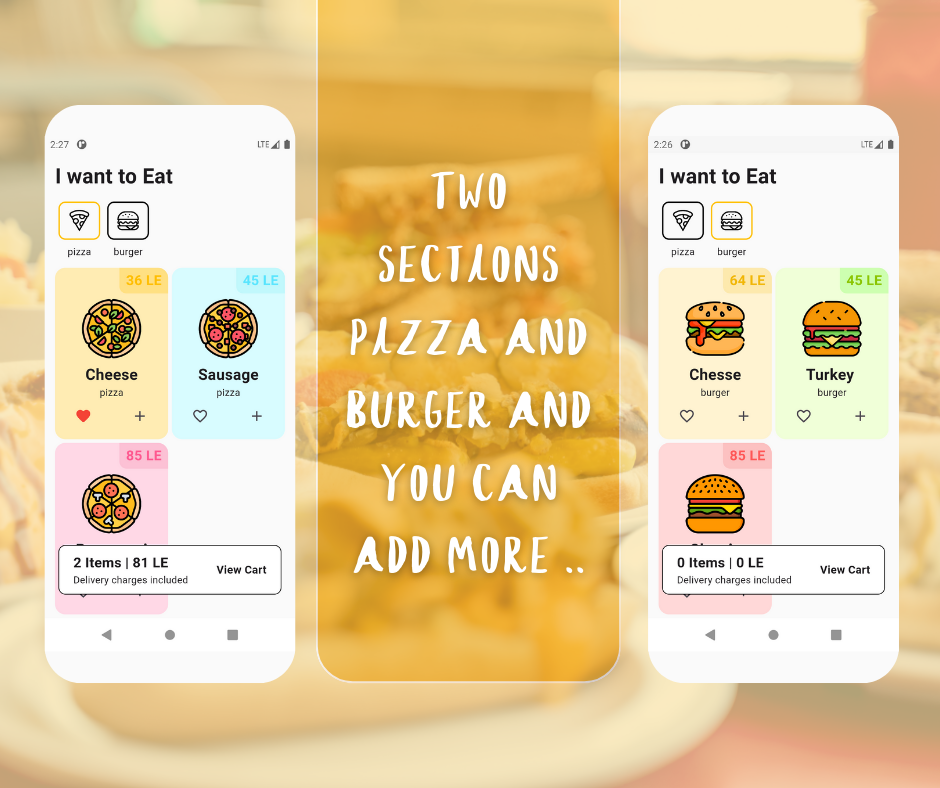 2:27
LTE
I want to Eat
pizza
burger
36 LE
45 LE
Cheese
Sausage
pizza
pizza
85 LE
2 Items | 81 LE
Delivery charges included
View Cart
TWO
SECTIONS
PIZZA AND
BURGER AND
YOU CAN
ADD MORE ..
2:26
LTE
I want to Eat
pizza
burger
64 LE
45 LE
Chesse
Turkey
burger
burger
85 LE
0 Items | 0 LE
Delivery charges included
View Cart